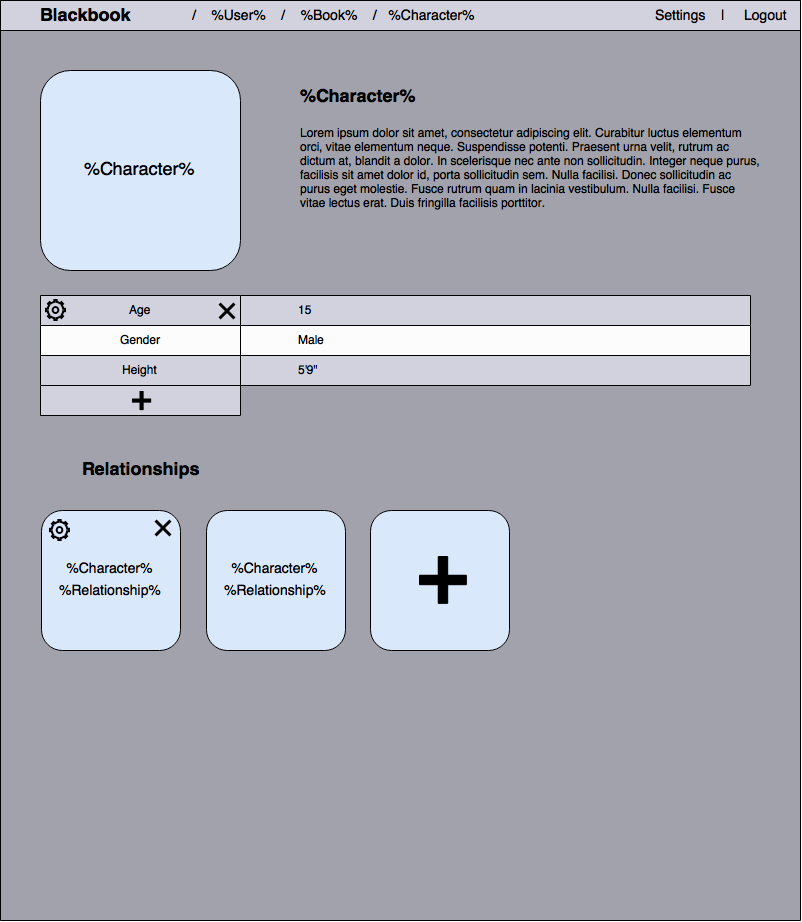 Blackbook / %User% / %Book% / %Character% Settings | Logout
%Character%
%Character%
Lorem ipsum dolor sit amet, consectetur adipiscing elit. Curabitur luctus elementum
orci, vitae elementum neque. Suspendisse potenti. Praesent urna velit, rutrum ac
dictum at, blandit a dolor. In scelerisque nec ante non sollicitudin. Integer neque purus,
facilisis sit amet dolor id, porta sollicitudin sem. Nulla facilisi. Donec sollicitudin ac
purus eget molestie. Fusce rutrum quam in lacinia vestibulum. Nulla facilisi. Fusce
vitae lectus erat. Duis fringilla facilisis porttitor.
Age 15
Gender Male
Height 5'9"
Relationships
%Character%
%Relationship%
%Character%
%Relationship%